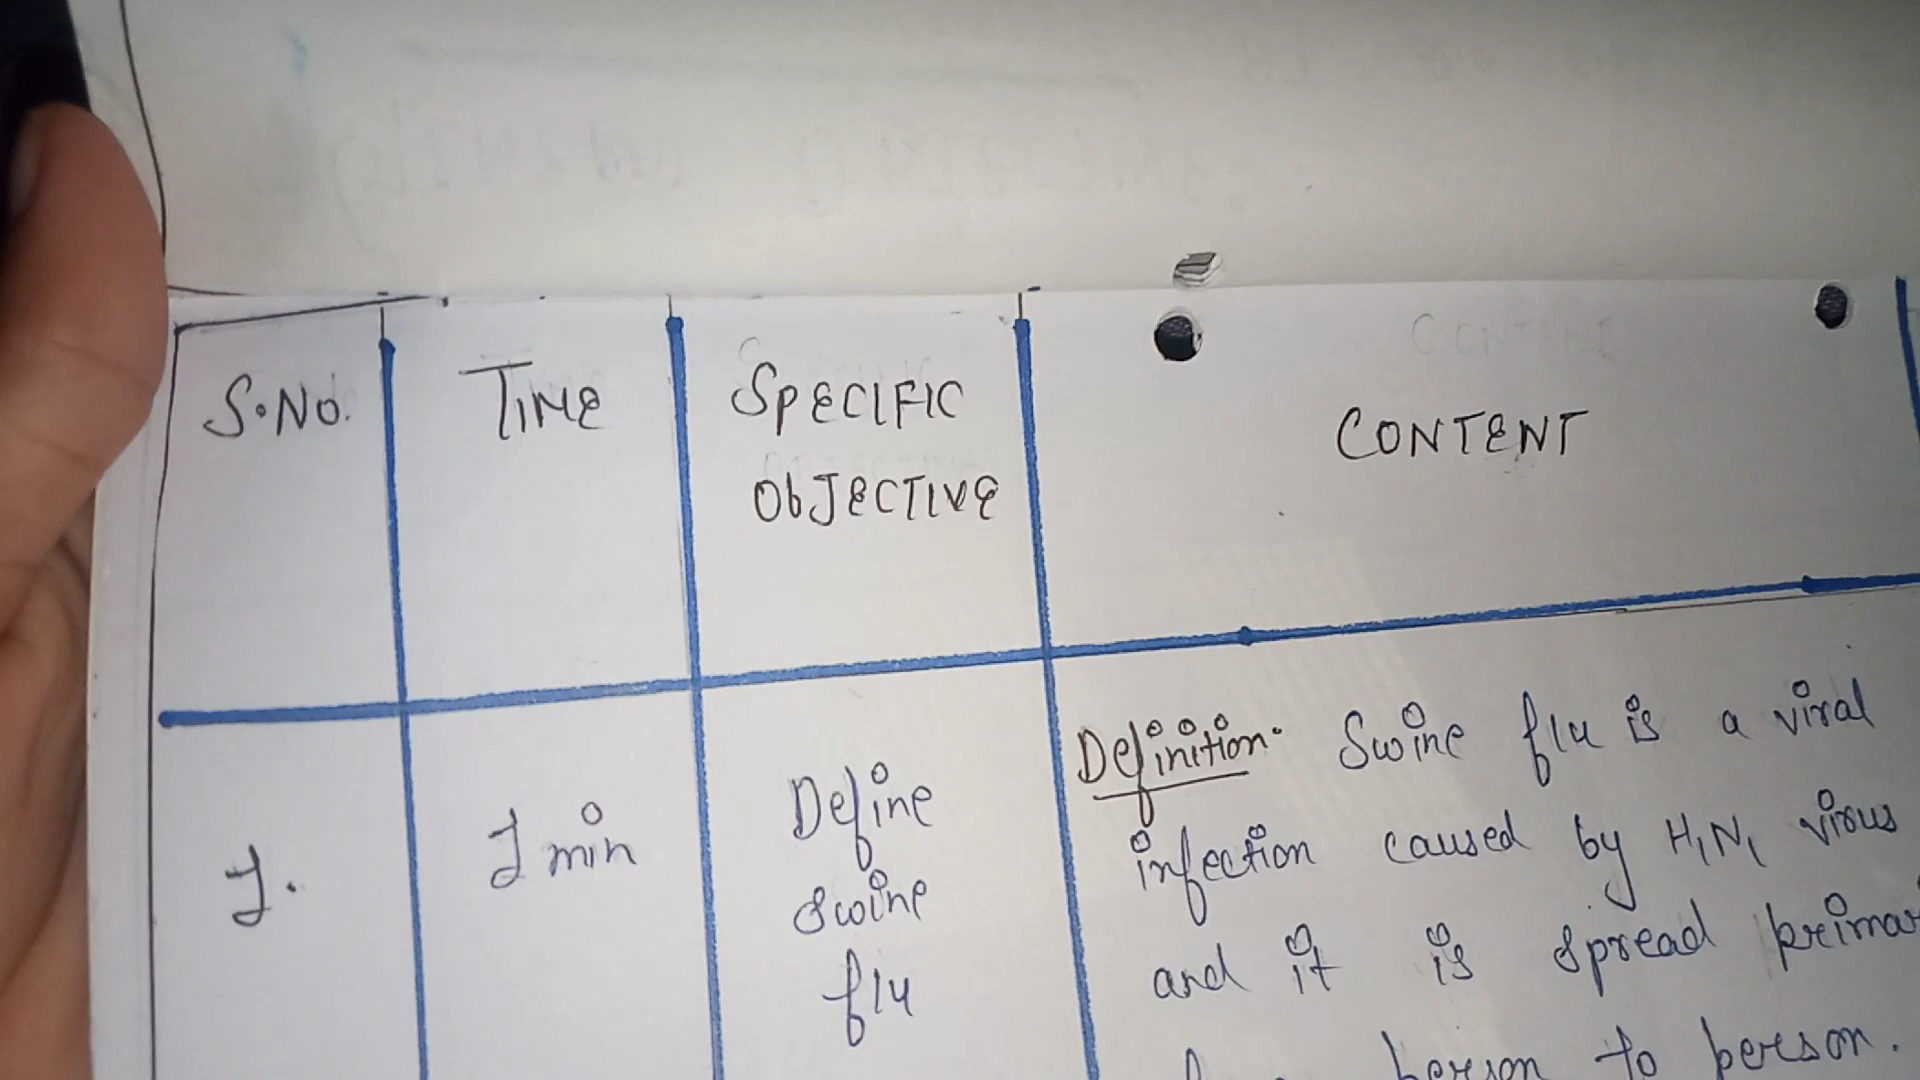 S.NO. TIME SPECIFIC OBJECTIVE CONTENT
1. 1 min Define swine flu
Definition- Swine flu is a viral
infection caused by H1N1 virus
and it is spread
person to person.